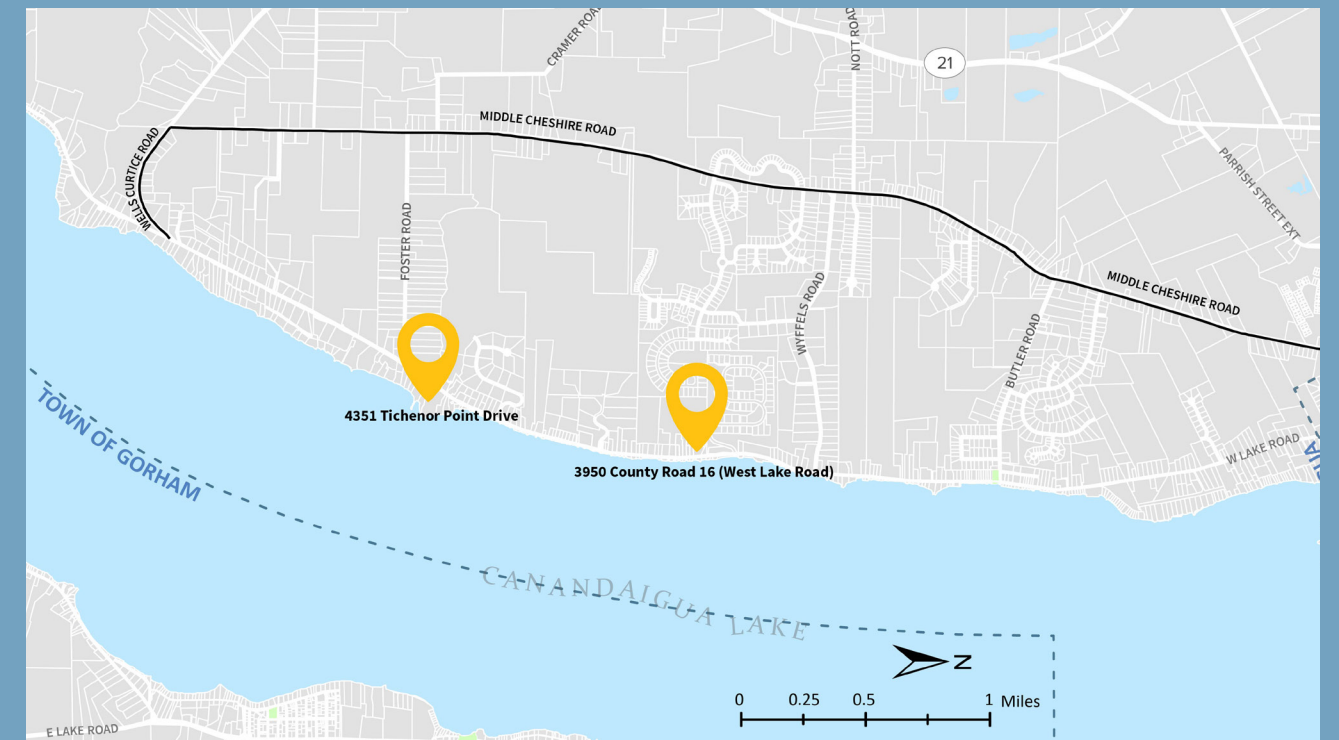 CRAMER ROAD
NOTT ROAD
21
MIDDLE CHESHIRE ROAD
WELLS CURTICE ROAD
PARRISH STREET EXT
FOSTER ROAD
WYFFELS ROAD
MIDDLE CHESHIRE ROAD
BUTLER ROAD
4351 Tichenor Point Drive
3950 County Road 16 (West Lake Road)
W LAKE ROAD
TOWN OF GORHAM
CANANDAIGUA LAKE
N
0 0.25 0.5 1 Miles
E LAKE ROAD